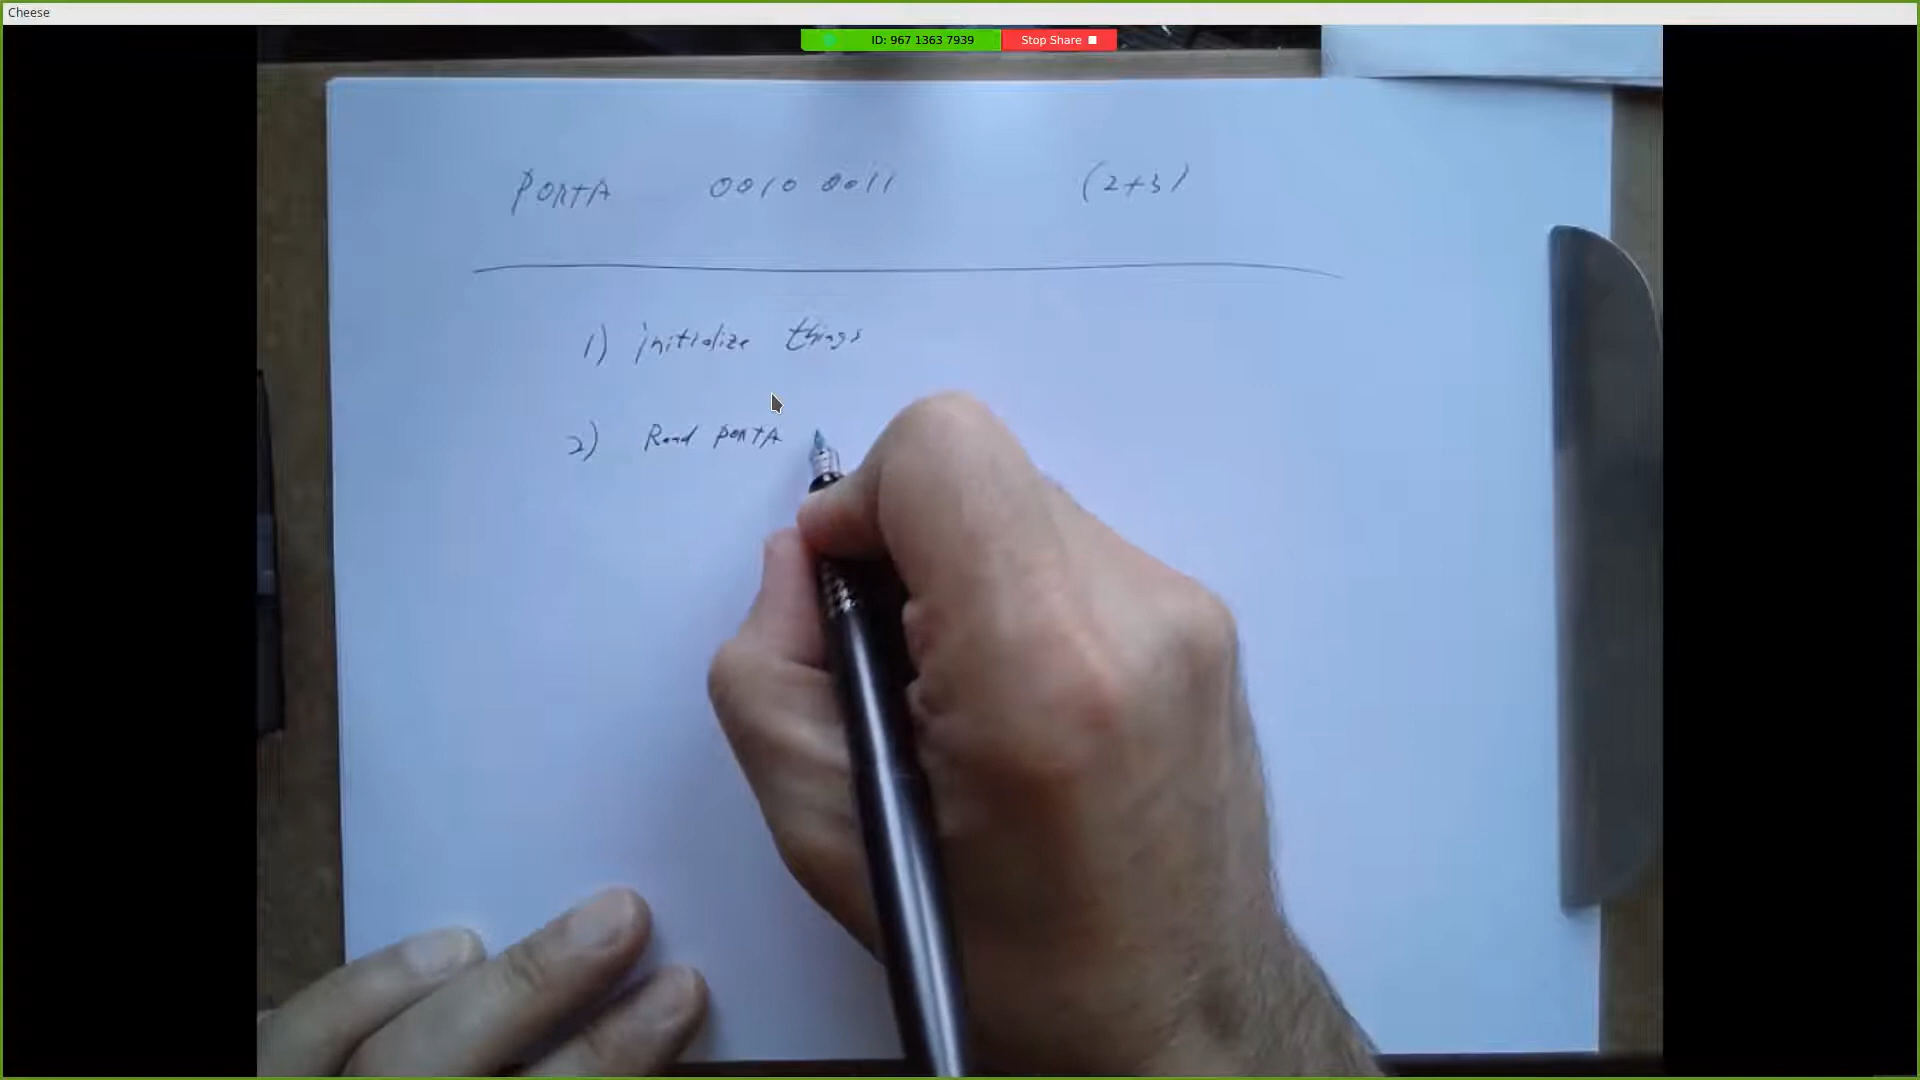 Cheese
ID: 967 1363 7939 Stop Share
PORTA 0010 0011 (2+3)
1) initialize things
2) Read PORTA